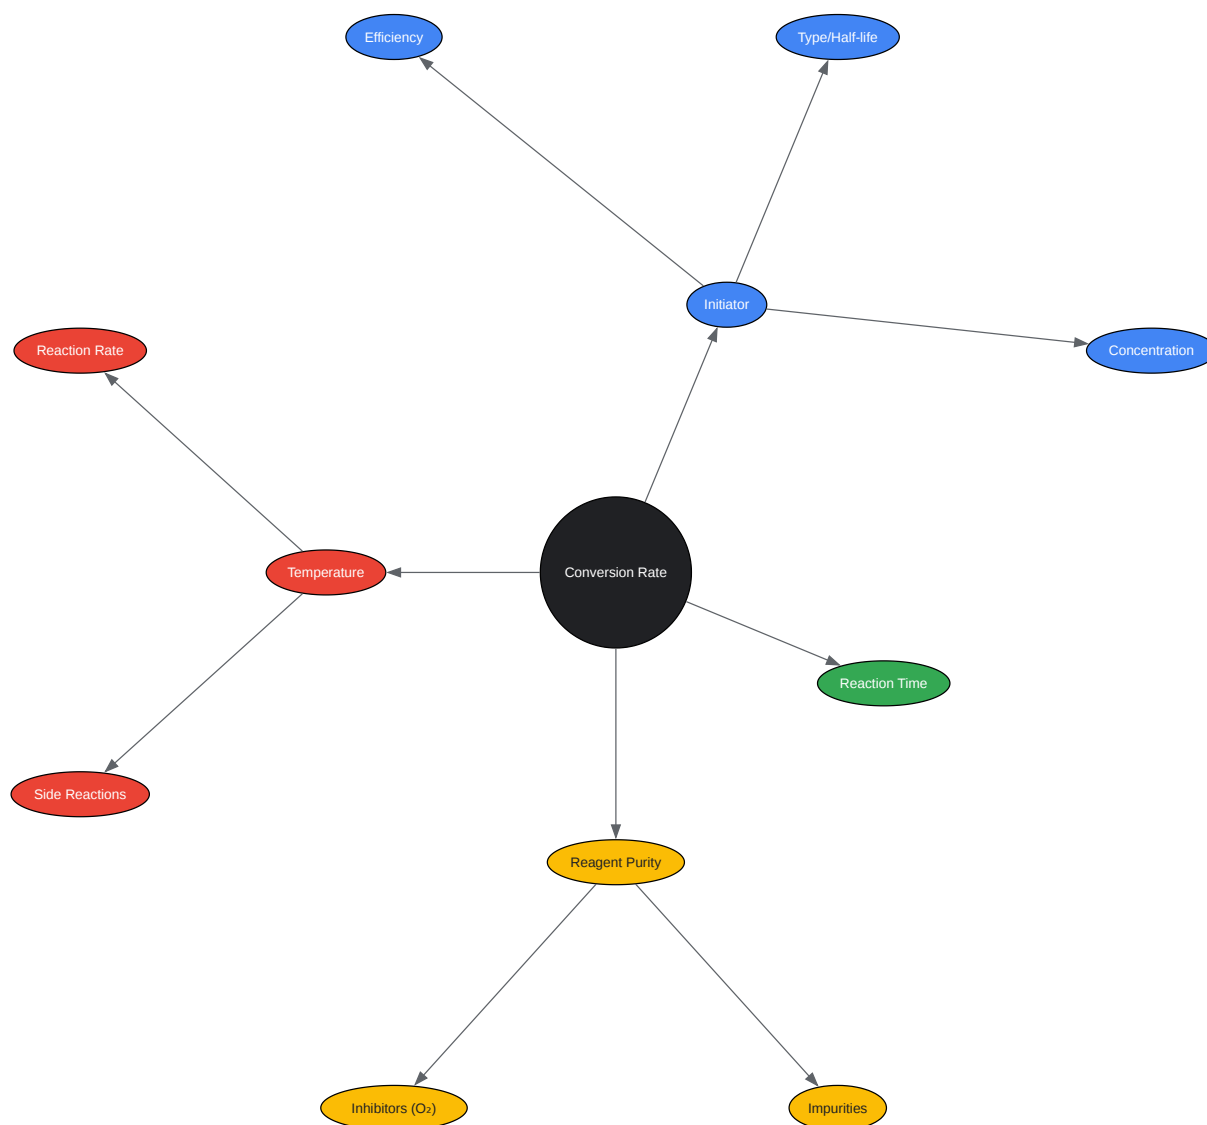 Efficiency
Type/Half-life
Initiator
Reaction Rate
Concentration
Temperature
Conversion Rate
Reaction Time
Side Reactions
Reagent Purity
Inhibitors (O₂)
Impurities